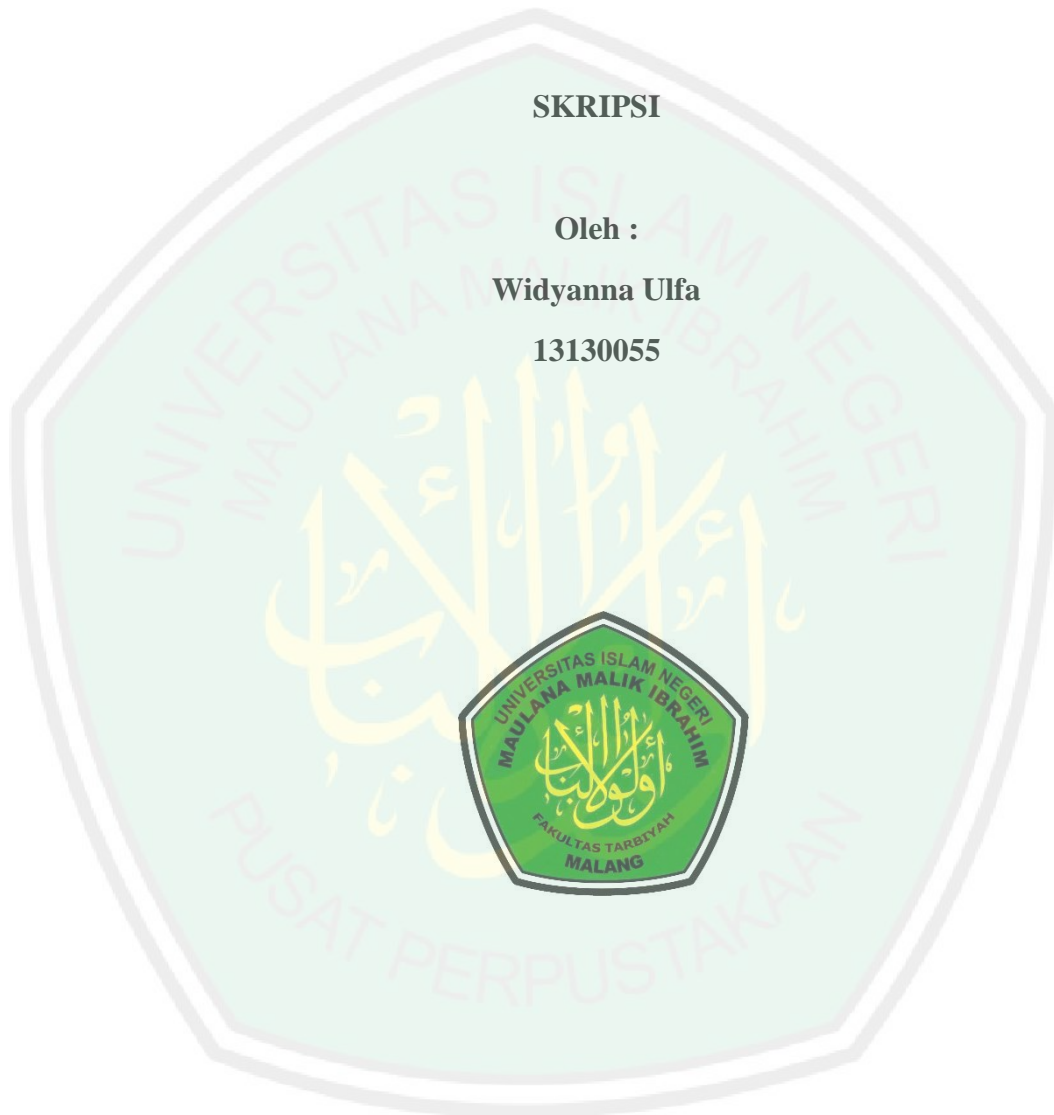 SKRIPSI
Oleh :
Widyanna Ulfa
13130055
UNIVERSITAS ISLAM NEGERI
MAULANA MALIK IBRAHIM
PUSAT PERPUSTAKAAN
UNIVERSITAS ISLAM NEGERI
MAULANA MALIK IBRAHIM
FAKULTAS TARBIYAH
MALANG